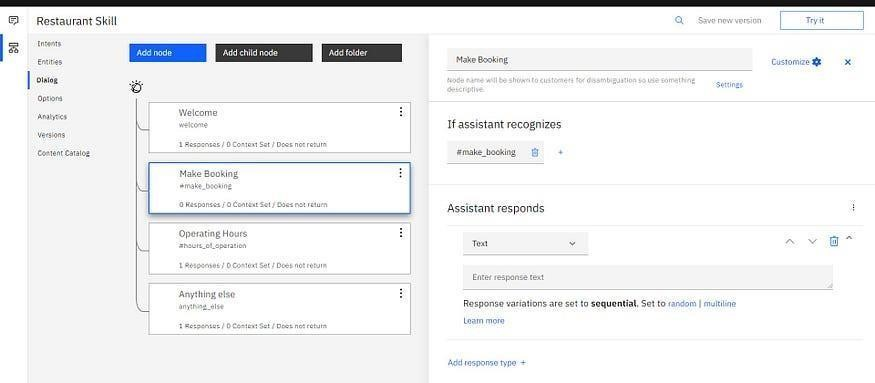 Restaurant Skill
Save new version
Try it
Intents
Entities
Dialog
Options
Analytics
Versions
Content Catalog
Add node
Add child node
Add folder
Welcome
welcome
1 Responses / 0 Context Set / Does not return
Make Booking
#make_booking
0 Responses / 0 Context Set / Does not return
Operating Hours
#hours_of_operation
1 Responses / 0 Context Set / Does not return
Anything else
anything_else
1 Responses / 0 Context Set / Does not return
Make Booking
Customize
Node name will be shown to customers for disambiguation so use something
descriptive.
Settings
If assistant recognizes
#make_booking
Assistant responds
Text
Enter response text
Response variations are set to sequential. Set to random | multiline
Learn more
Add response type +